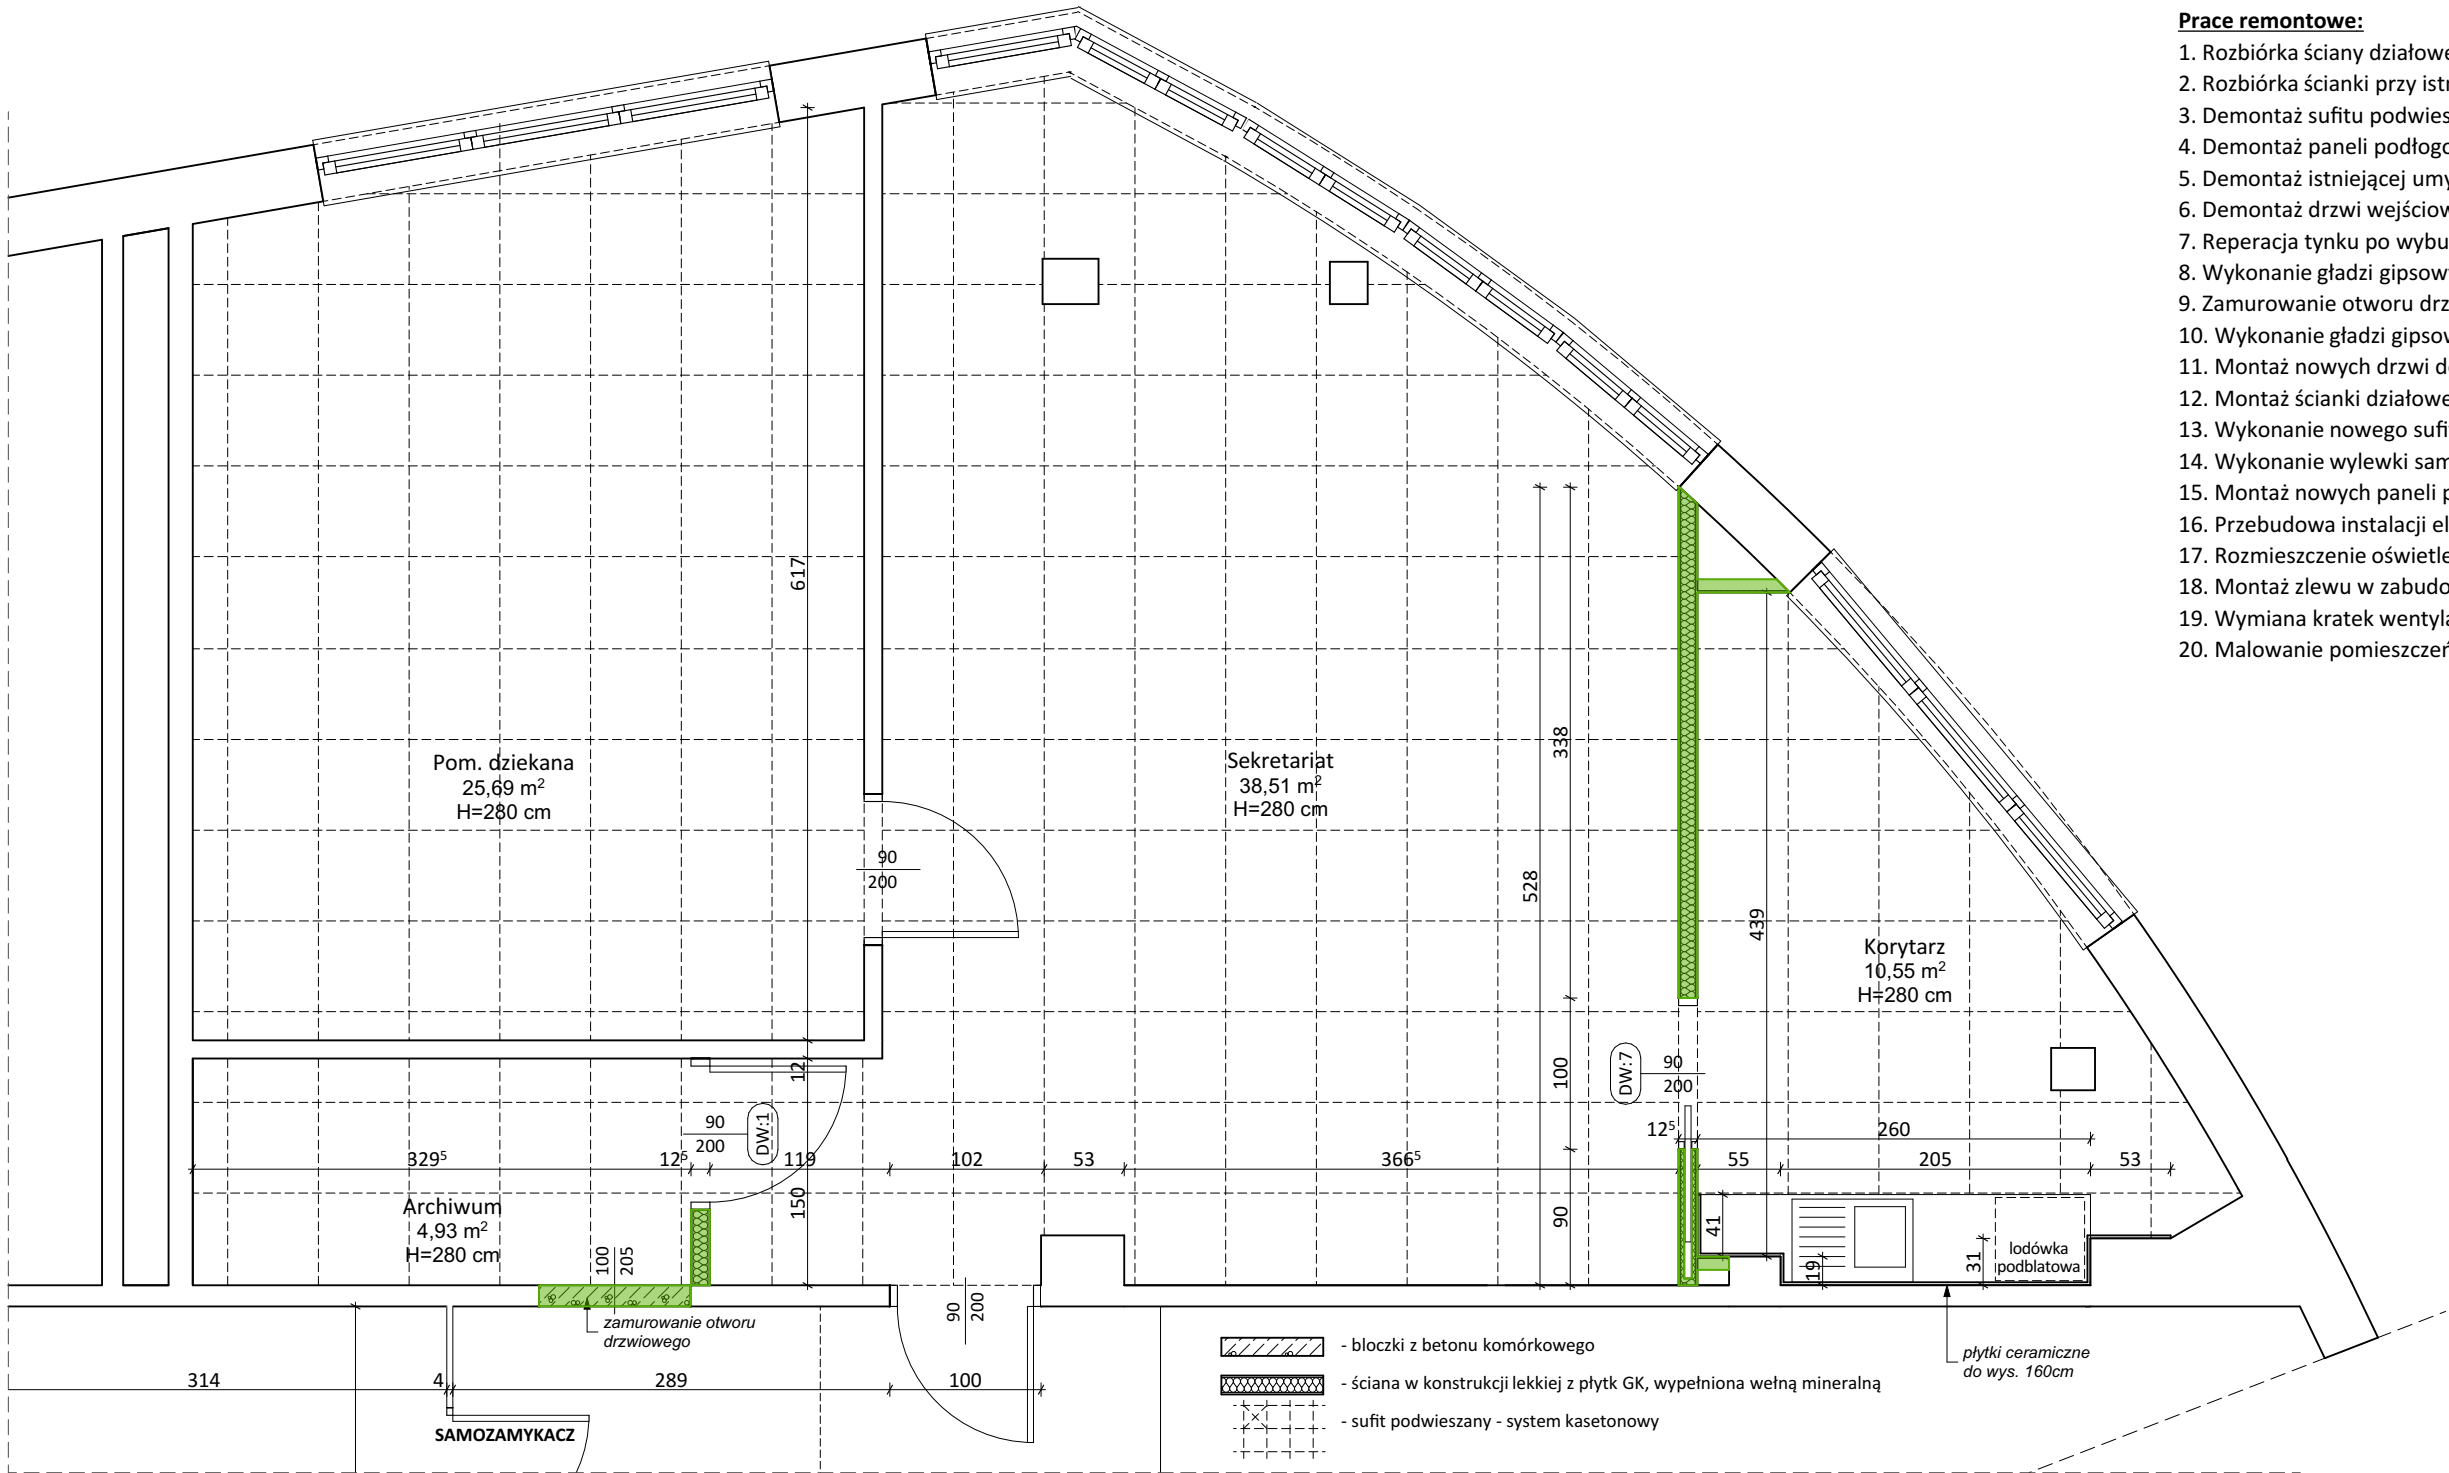 Prace remontowe:
1. Rozbiórka ściany działowe
2. Rozbiórka ścianki przy istn
3. Demontaż sufitu podwies
4. Demontaż paneli podłogo
5. Demontaż istniejącej umy
6. Demontaż drzwi wejściow
7. Reperacja tynku po wybu
8. Wykonanie gładzi gipsow
9. Zamurowanie otworu drz
10. Wykonanie gładzi gipsow
11. Montaż nowych drzwi d
12. Montaż ścianki działowe
13. Wykonanie nowego sufi
14. Wykonanie wylewki sam
15. Montaż nowych paneli p
16. Przebudowa instalacji el
17. Rozmieszczenie oświetle
18. Montaż zlewu w zabudo
19. Wymiana kratek wentyla
20. Malowanie pomieszczeń
617
338
528
439
Pom. dziekana
25,69 m²
H=280 cm
Sekretariat
38,51 m²
H=280 cm
90
200
Korytarz
10,55 m²
H=280 cm
12
100
DW:7
90
200
90
200
DW:1
12⁵
260
329⁵
12⁵
119
102
53
366⁵
55
205
53
150
90
Archiwum
4,93 m²
H=280 cm
100
205
41
19
31
lodówka
podblatowa
90
200
zamurowanie otworu
drzwiowego
- bloczki z betonu komórkowego
płytki ceramiczne
do wys. 160cm
314
4
289
100
- ściana w konstrukcji lekkiej z płytk GK, wypełniona wełną mineralną
- sufit podwieszany - system kasetonowy
SAMOZAMYKACZ